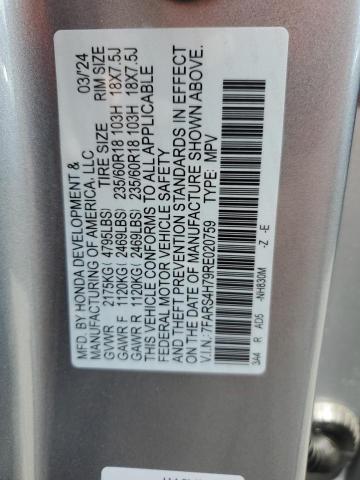 MFD. BY HONDA DEVELOPMENT & 03/'24
MANUFACTURING OF AMERICA, LLC
TIRE SIZE RIM SIZE
GVWR 2175KG( 4795LBS)
GAWR F 1120KG( 2469LBS) 235/60R18 103H 18X7.5J
GAWR R 1120KG( 2469LBS) 235/60R18 103H 18X7.5J
THIS VEHICLE CONFORMS TO ALL APPLICABLE
FEDERAL MOTOR VEHICLE SAFETY
AND THEFT PREVENTION STANDARDS IN EFFECT
ON THE DATE OF MANUFACTURE SHOWN ABOVE.
V.I.N.: 7FARS4H79RE020759 TYPE: MPV
3A4 R AD5 -NH830M -Z -E